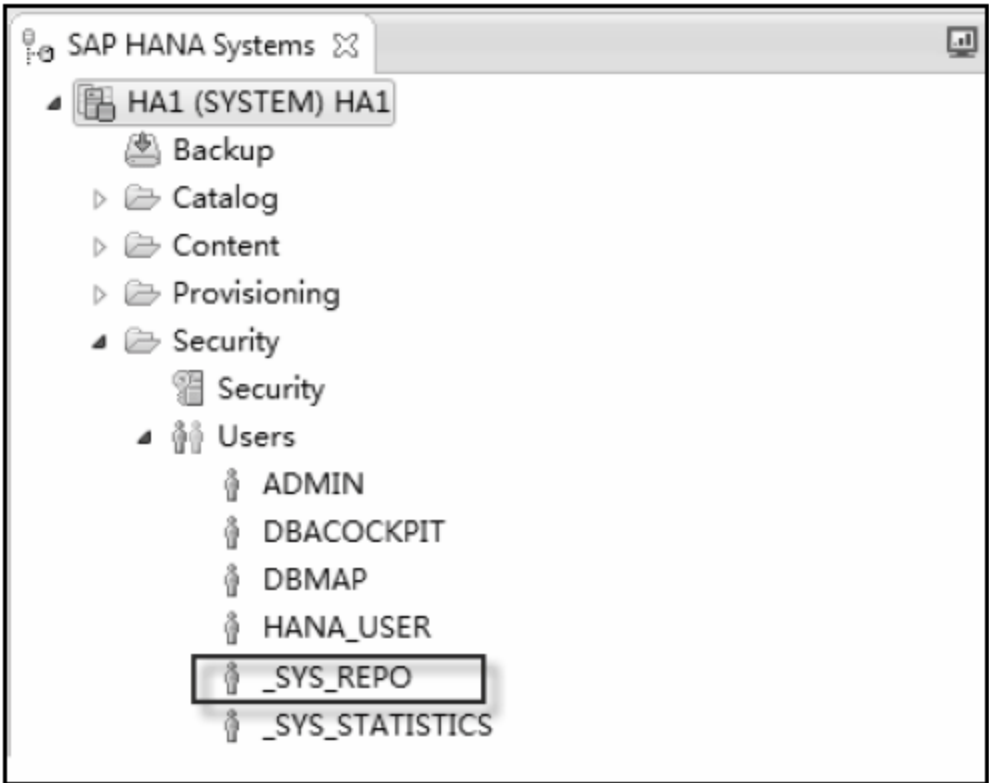 SAP HANA Systems
HA1 (SYSTEM) HA1
Backup
Catalog
Content
Provisioning
Security
Security
Users
ADMIN
DBACOCKPIT
DBMAP
HANA_USER
_SYS_REPO
_SYS_STATISTICS